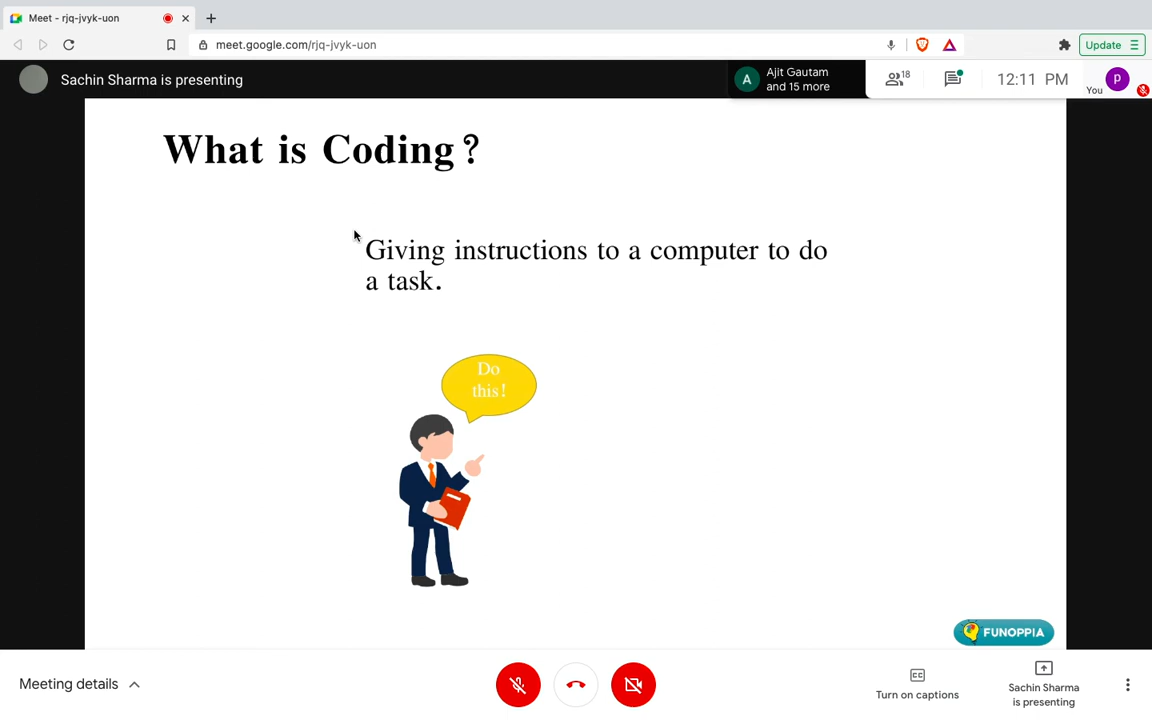 Meet - rjq-jvyk-uon
meet.google.com/rjq-jvyk-uon
Update
Sachin Sharma is presenting
A
Ajit Gautam
and 15 more
18
12:11 PM
You
P
What is Coding ?
Giving instructions to a computer to do
a task.
Do
this!
FUNOPPIA
Meeting details
CC
Turn on captions
Sachin Sharma
is presenting